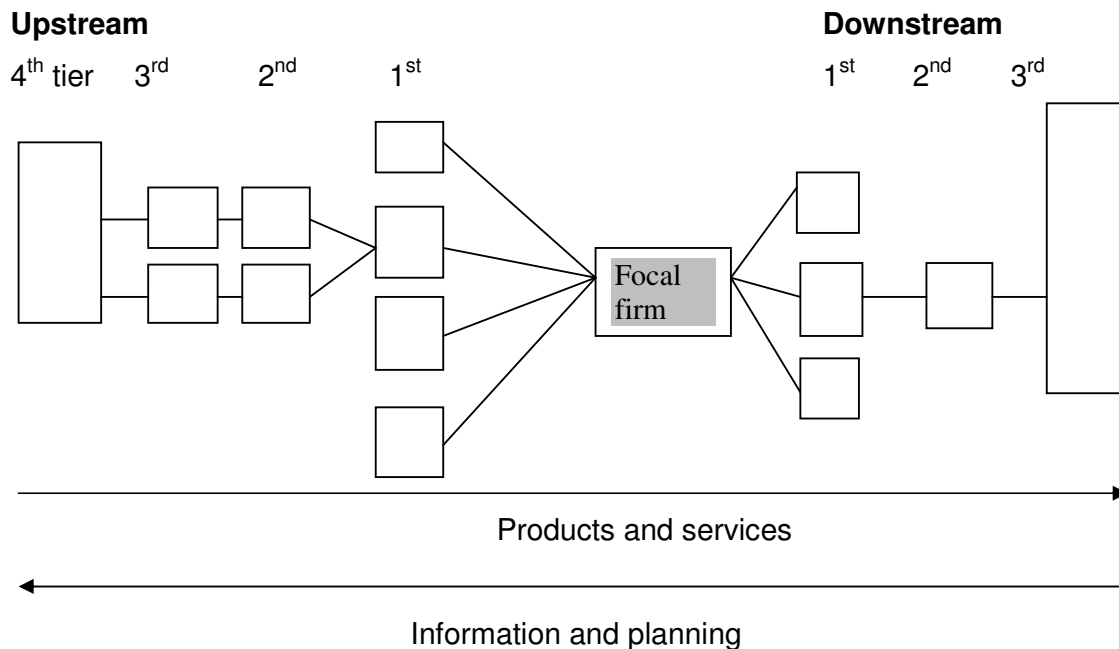 Upstream
Downstream
4th tier 3rd 2nd 1st
1st 2nd 3rd
Focal
firm
Products and services
Information and planning